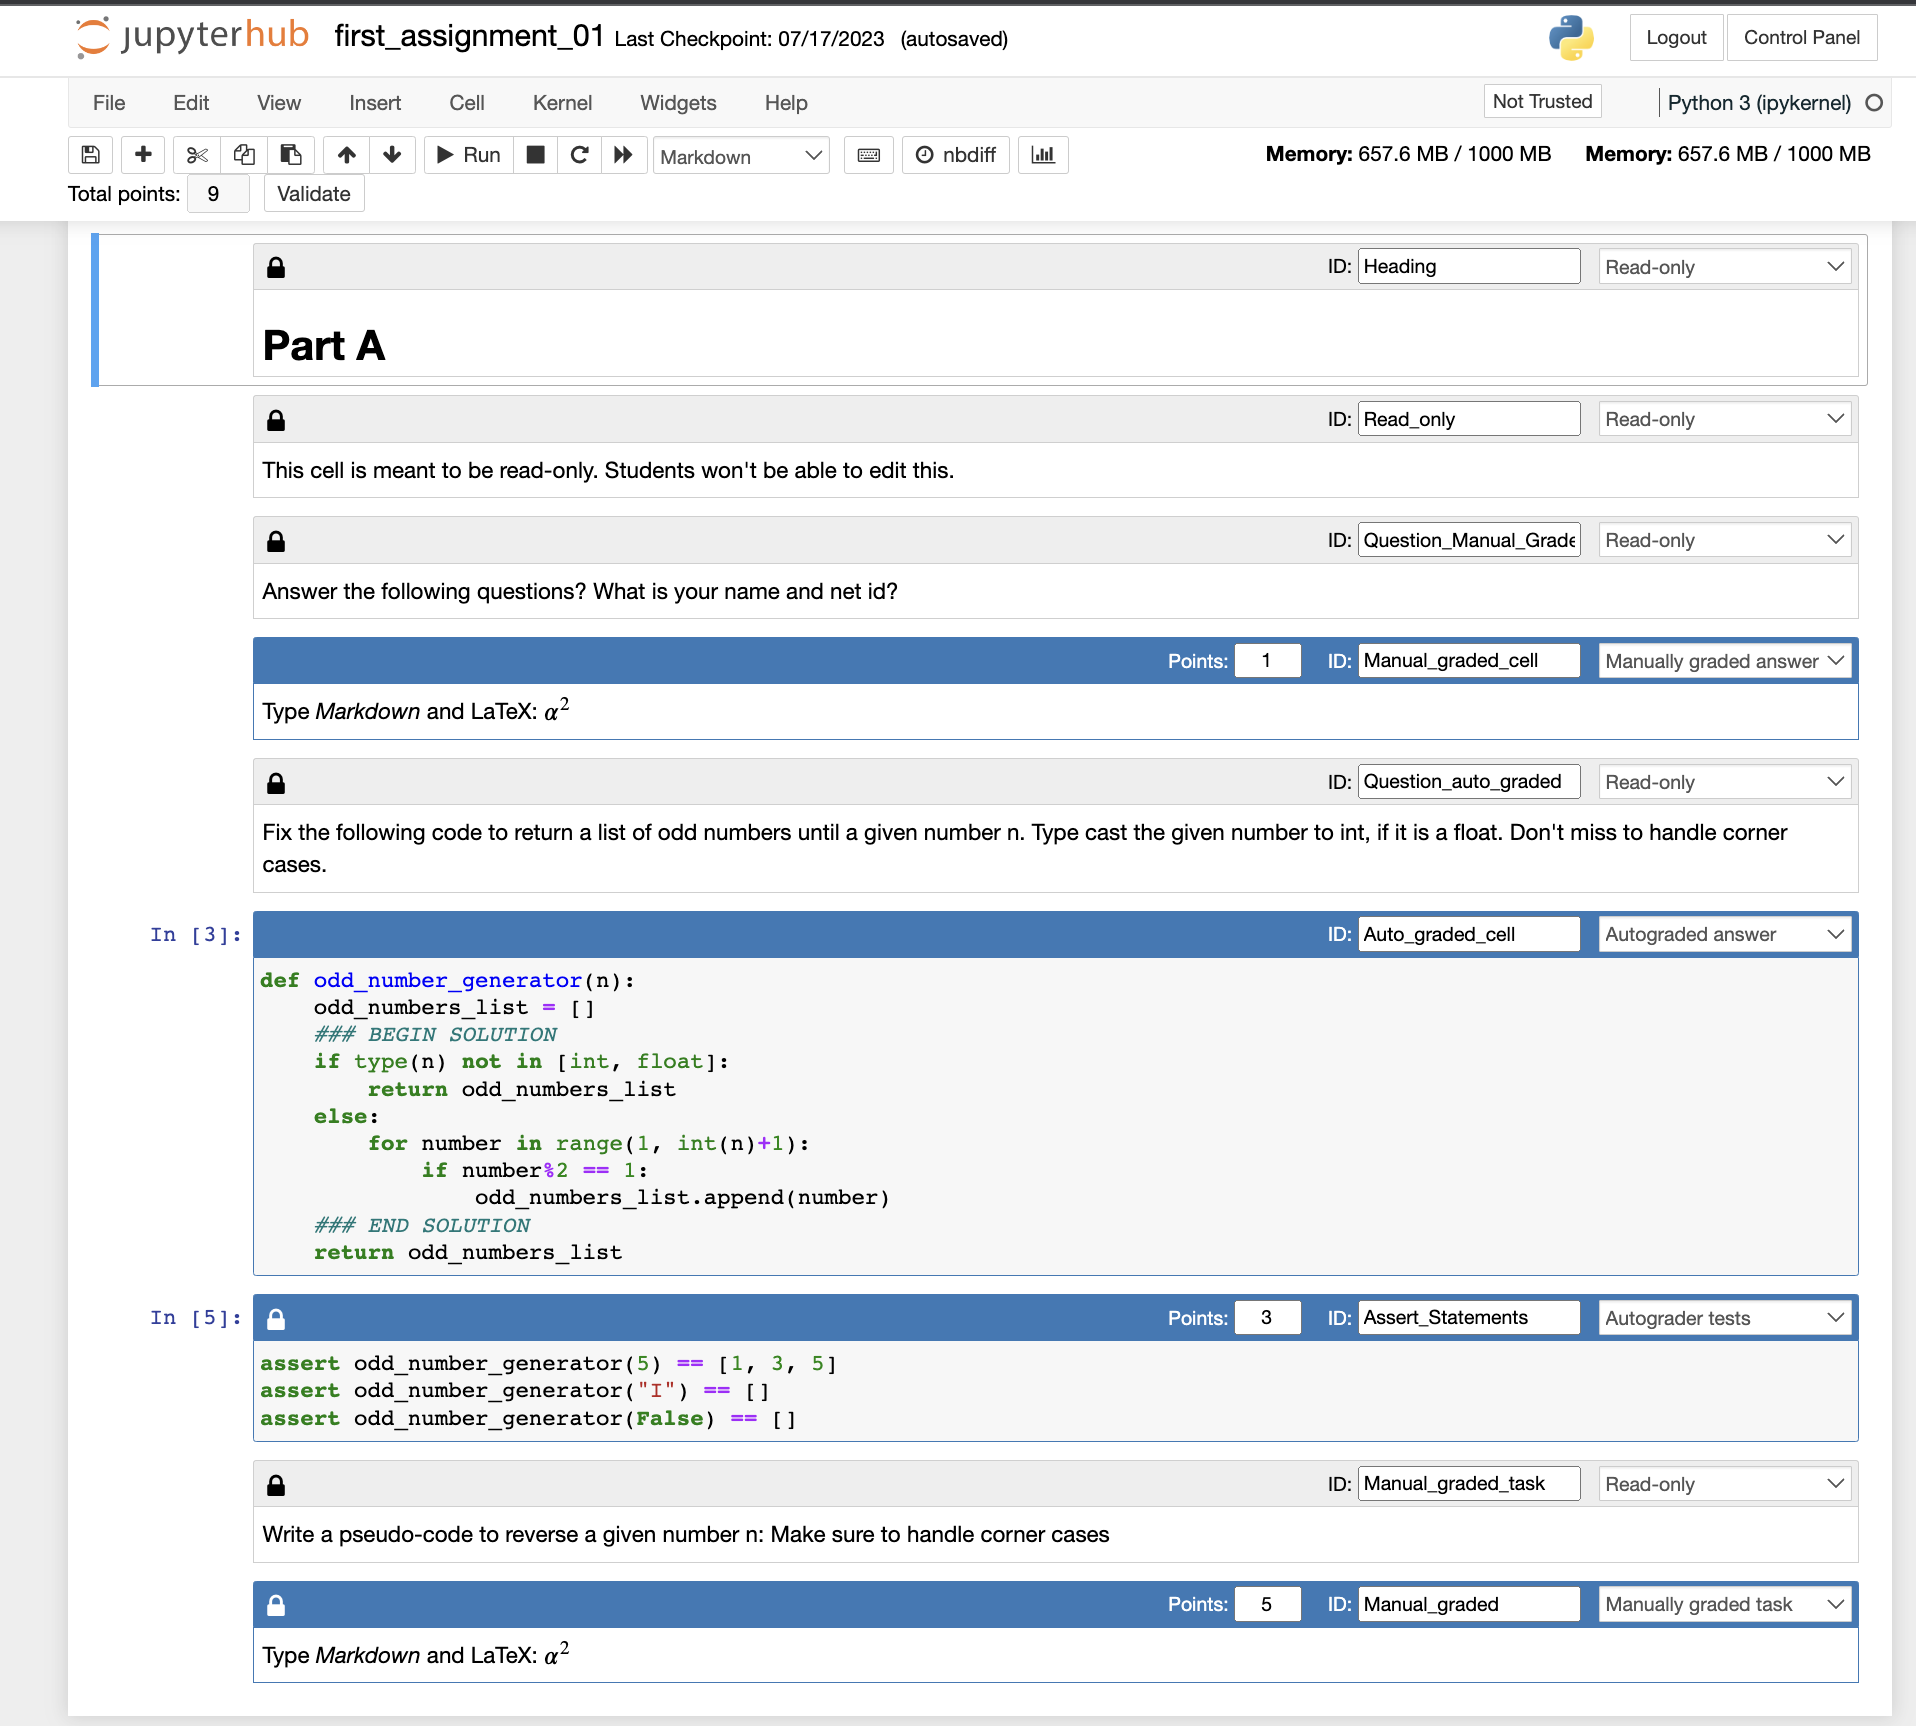 jupyterhub first_assignment_01 Last Checkpoint: 07/17/2023 (autosaved) Logout Control Panel
File Edit View Insert Cell Kernel Widgets Help Not Trusted Python 3 (ipykernel)
Run Markdown nbdiff Memory: 657.6 MB / 1000 MB Memory: 657.6 MB / 1000 MB
Total points: 9 Validate
ID: Heading Read-only
Part A
ID: Read_only Read-only
This cell is meant to be read-only. Students won't be able to edit this.
ID: Question_Manual_Grade Read-only
Answer the following questions? What is your name and net id?
Points: 1 ID: Manual_graded_cell Manually graded answer
Type Markdown and LaTeX: α²
ID: Question_auto_graded Read-only
Fix the following code to return a list of odd numbers until a given number n. Type cast the given number to int, if it is a float. Don't miss to handle corner
cases.
In [3]: ID: Auto_graded_cell Autograded answer
def odd_number_generator(n):
    odd_numbers_list = []
    ### BEGIN SOLUTION
    if type(n) not in [int, float]:
        return odd_numbers_list
    else:
        for number in range(1, int(n)+1):
            if number%2 == 1:
                odd_numbers_list.append(number)
    ### END SOLUTION
    return odd_numbers_list
In [5]: Points: 3 ID: Assert_Statements Autograder tests
assert odd_number_generator(5) == [1, 3, 5]
assert odd_number_generator("I") == []
assert odd_number_generator(False) == []
ID: Manual_graded_task Read-only
Write a pseudo-code to reverse a given number n: Make sure to handle corner cases
Points: 5 ID: Manual_graded Manually graded task
Type Markdown and LaTeX: α²